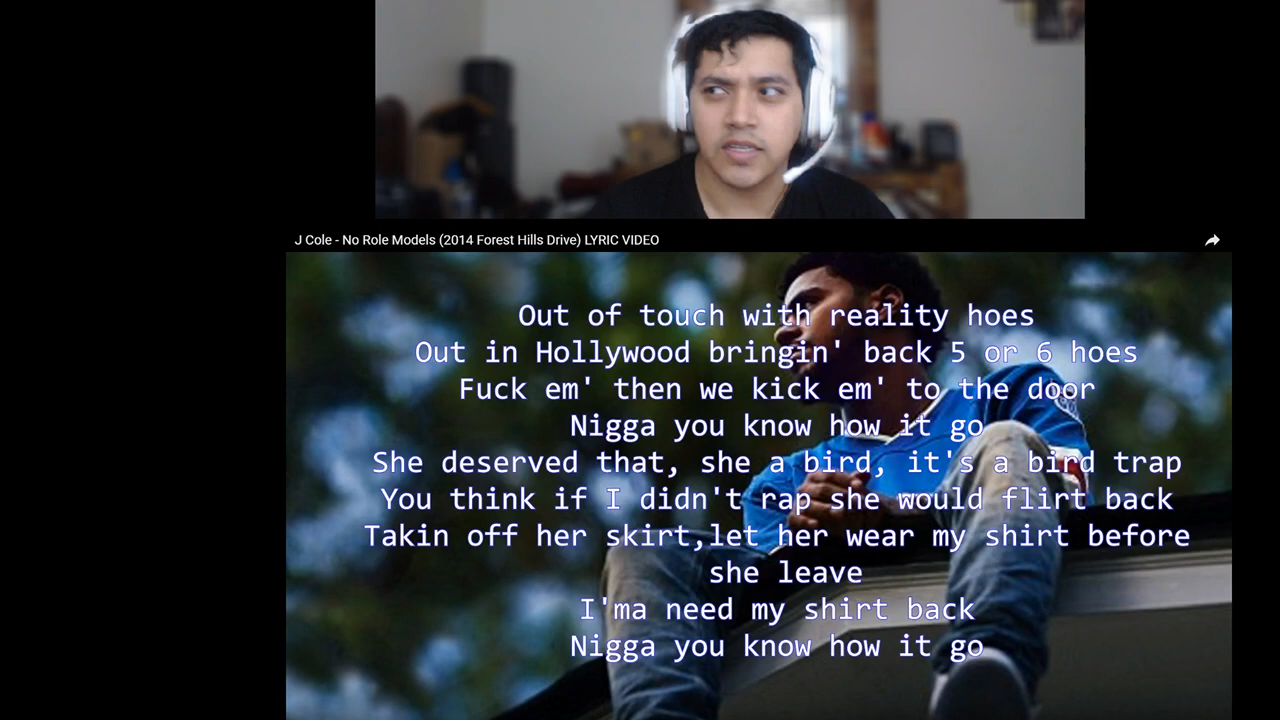 J Cole - No Role Models (2014 Forest Hills Drive) LYRIC VIDEO
Out of touch with reality hoes
Out in Hollywood bringin' back 5 or 6 hoes
Fuck em' then we kick em' to the door
Nigga you know how it go
She deserved that, she a bird, it's a bird trap
You think if I didn't rap she would flirt back
Takin off her skirt,let her wear my shirt before
she leave
I'ma need my shirt back
Nigga you know how it go